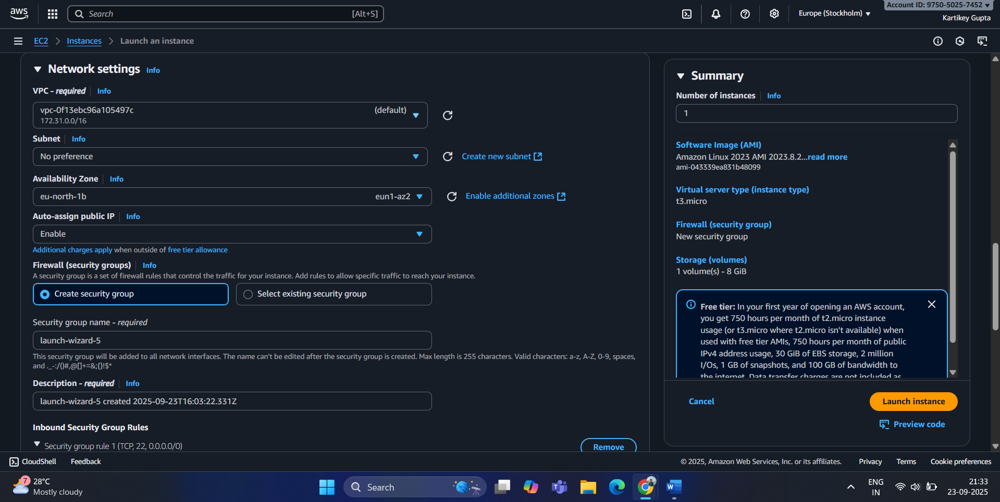 aws
Search [Alt+S]
Europe (Stockholm)
Account ID: 9750-5025-7452
Kartikey Gupta
EC2
Instances
Launch an instance
Network settings Info
VPC - required Info
vpc-0f13ebc96a105497c (default)
172.31.0.0/16
Subnet Info
No preference
Create new subnet
Availability Zone Info
eu-north-1b eun1-az2
Enable additional zones
Auto-assign public IP Info
Enable
Additional charges apply when outside of free tier allowance
Firewall (security groups) Info
A security group is a set of firewall rules that control the traffic for your instance. Add rules to allow specific traffic to reach your instance.
Create security group
Select existing security group
Security group name - required
launch-wizard-5
This security group will be added to all network interfaces. The name can't be edited after the security group is created. Max length is 255 characters. Valid characters: a-z, A-Z, 0-9, spaces,
and ._-:/()#,@[]+=&;{}!$*
Description - required Info
launch-wizard-5 created 2025-09-23T16:03:22.331Z
Inbound Security Group Rules
Security group rule 1 (TCP, 22, 0.0.0.0/0)
Remove
Summary
Number of instances Info
1
Software Image (AMI)
Amazon Linux 2023 AMI 2023.8.2...read more
ami-043339ea831b48099
Virtual server type (instance type)
t3.micro
Firewall (security group)
New security group
Storage (volumes)
1 volume(s) - 8 GiB
Free tier: In your first year of opening an AWS account,
you get 750 hours per month of t2.micro instance
usage (or t3.micro where t2.micro isn't available) when
used with free tier AMIs, 750 hours per month of public
IPv4 address usage, 30 GiB of EBS storage, 2 million
I/Os, 1 GB of snapshots, and 100 GB of bandwidth to
the internet. Data transfer charges are not included as
Cancel
Launch instance
Preview code
CloudShell
Feedback
© 2025, Amazon Web Services, Inc. or its affiliates.
Privacy
Terms
Cookie preferences
7
28°C
Mostly cloudy
Search
ENG
IN
21:33
23-09-2025